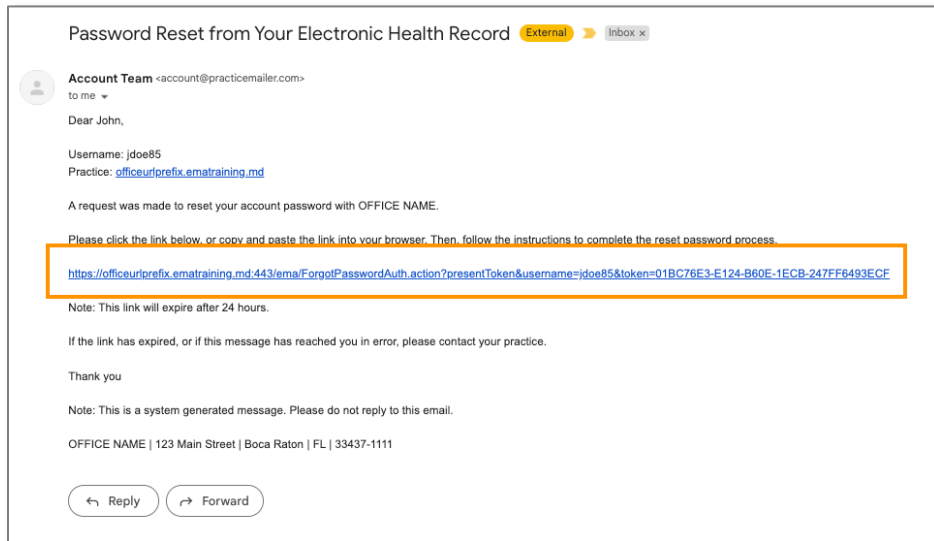 Password Reset from Your Electronic Health Record External Inbox ×
Account Team <account@practicemailer.com>
to me
Dear John,
Username: jdoe85
Practice: officeurlprefix.ematraining.md
A request was made to reset your account password with OFFICE NAME.
Please click the link below, or copy and paste the link into your browser. Then, follow the instructions to complete the reset password process.
https://officeurlprefix.ematraining.md:443/ema/ForgotPasswordAuth.action?presentToken&username=jdoe85&token=01BC76E3-E124-B60E-1ECB-247FF6493ECF
Note: This link will expire after 24 hours.
If the link has expired, or if this message has reached you in error, please contact your practice.
Thank you
Note: This is a system generated message. Please do not reply to this email.
OFFICE NAME | 123 Main Street | Boca Raton | FL | 33437-1111
Reply Forward